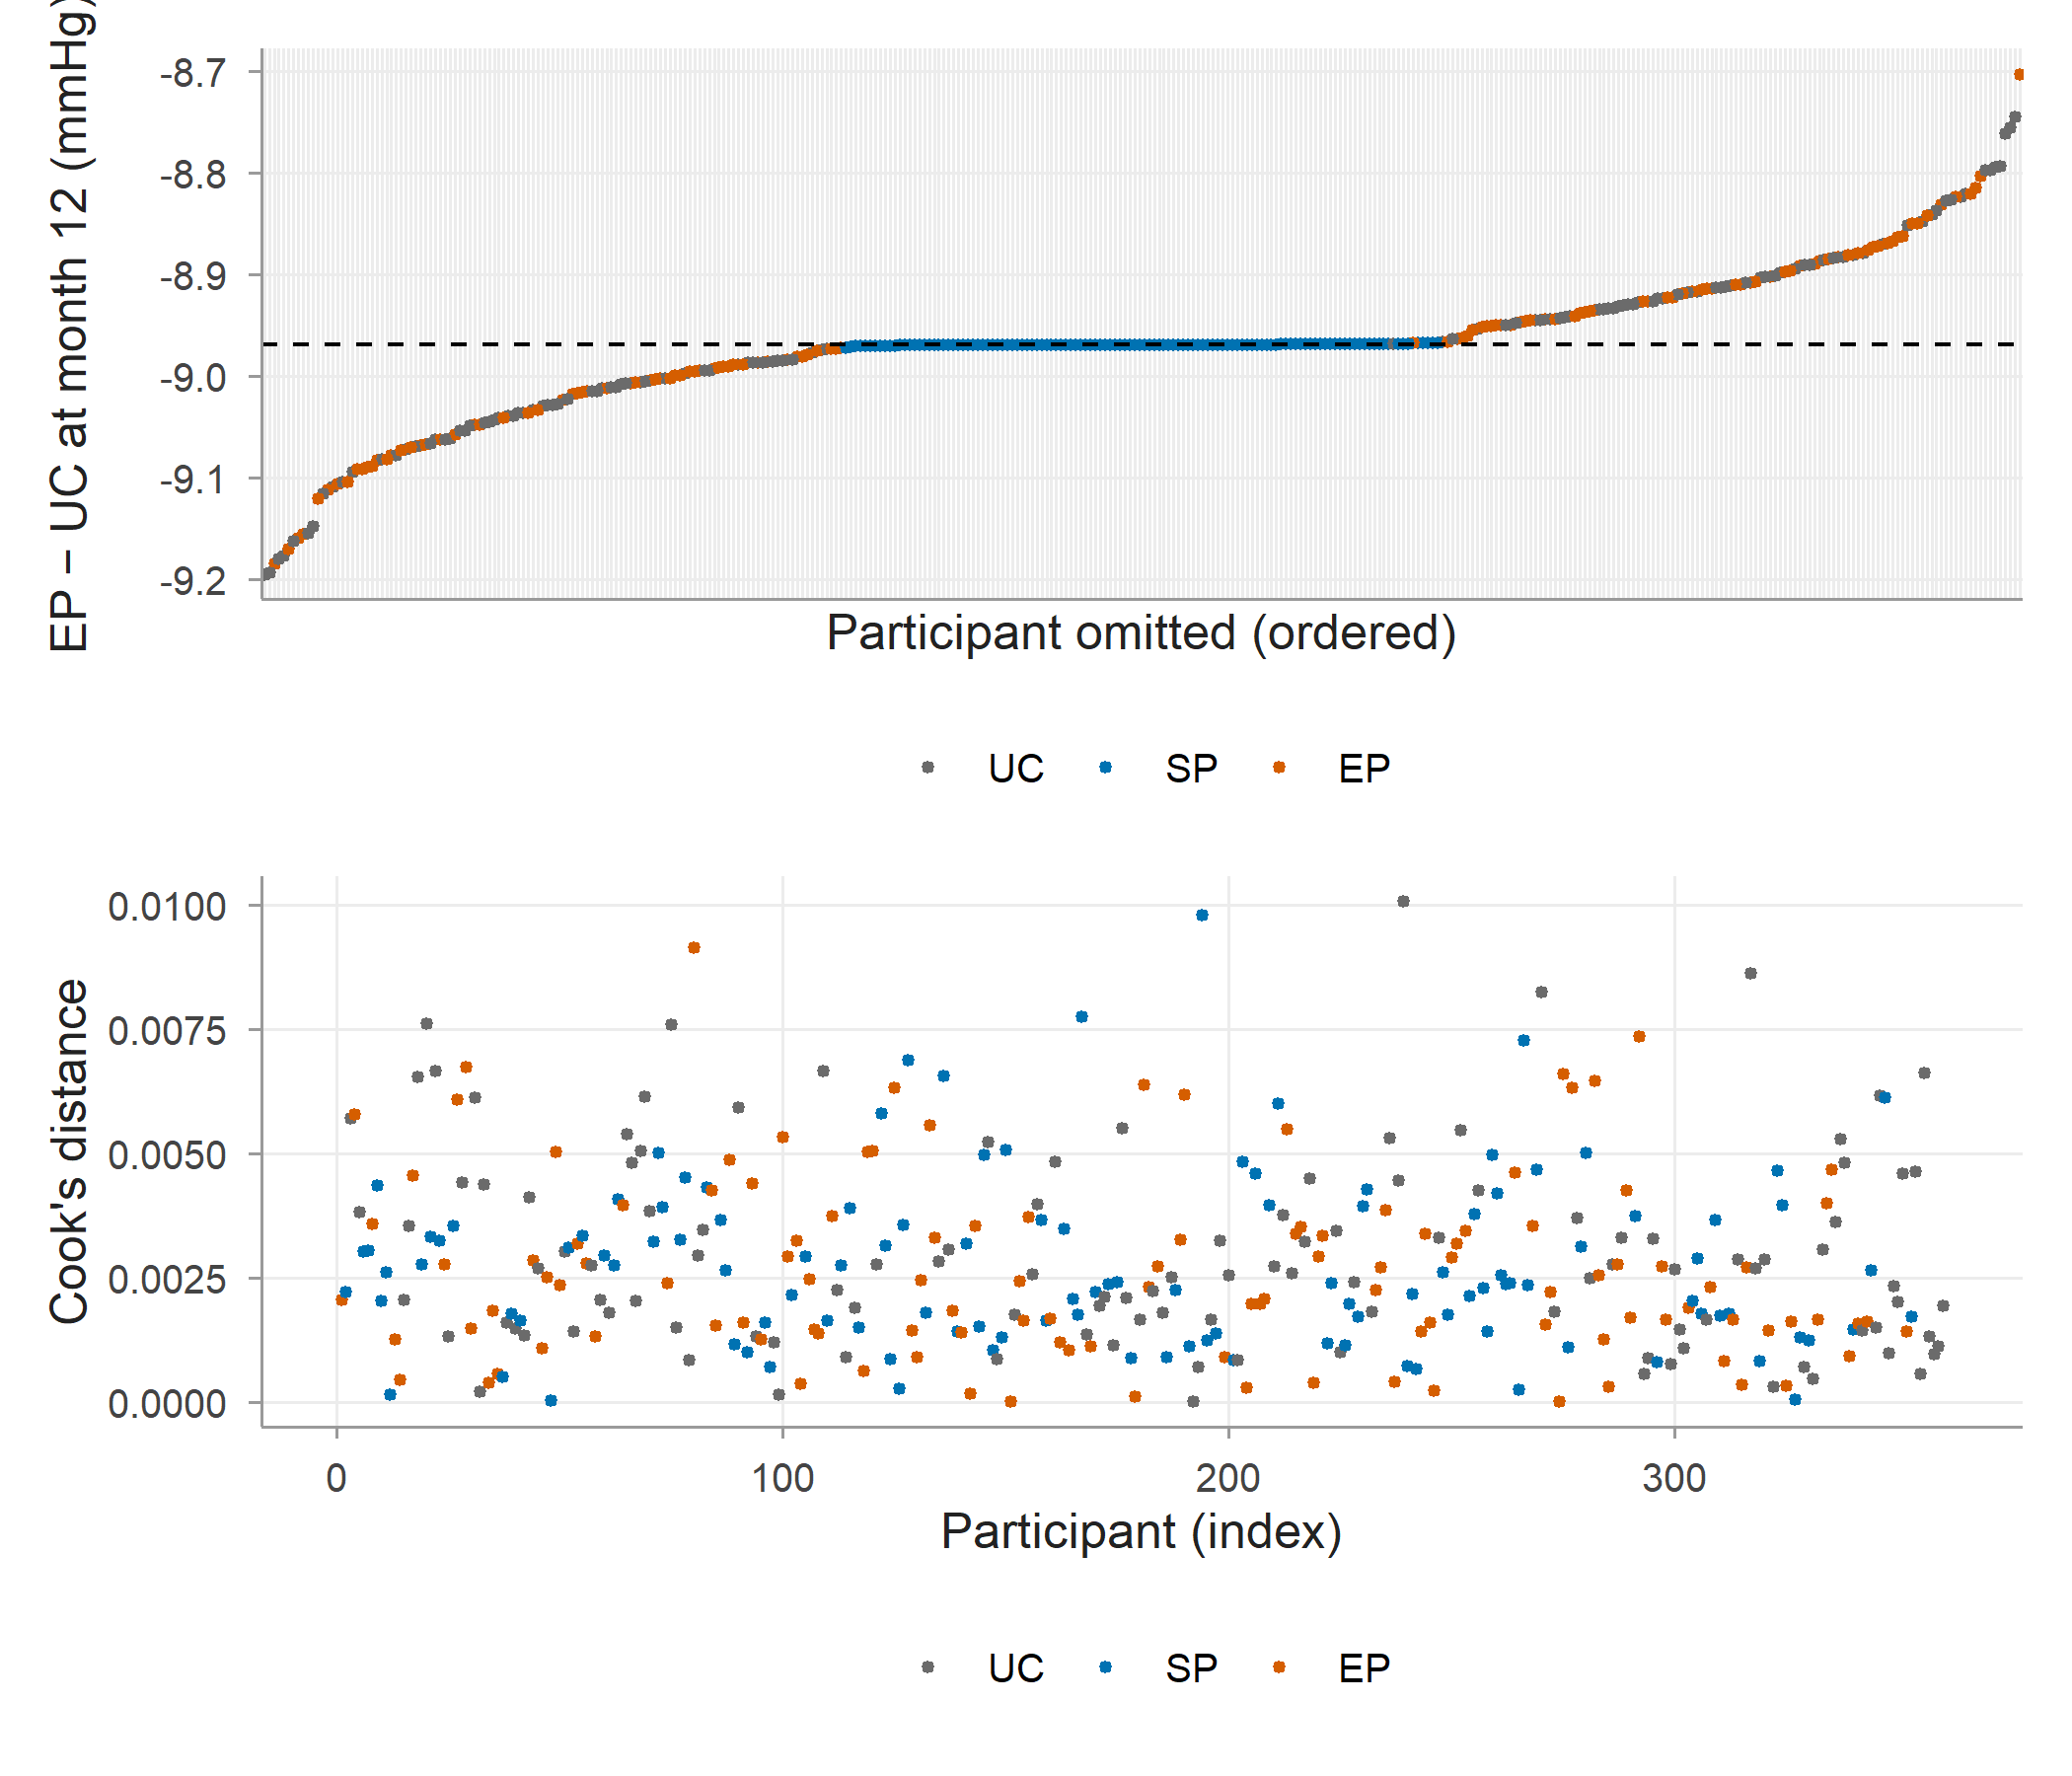 EP – UC at month 12 (mmHg)
-8.7
-8.8
-8.9
-9.0
-9.1
-9.2
Participant omitted (ordered)
UC SP EP
Cook's distance
0.0100
0.0075
0.0050
0.0025
0.0000
0 100 200 300
Participant (index)
UC SP EP